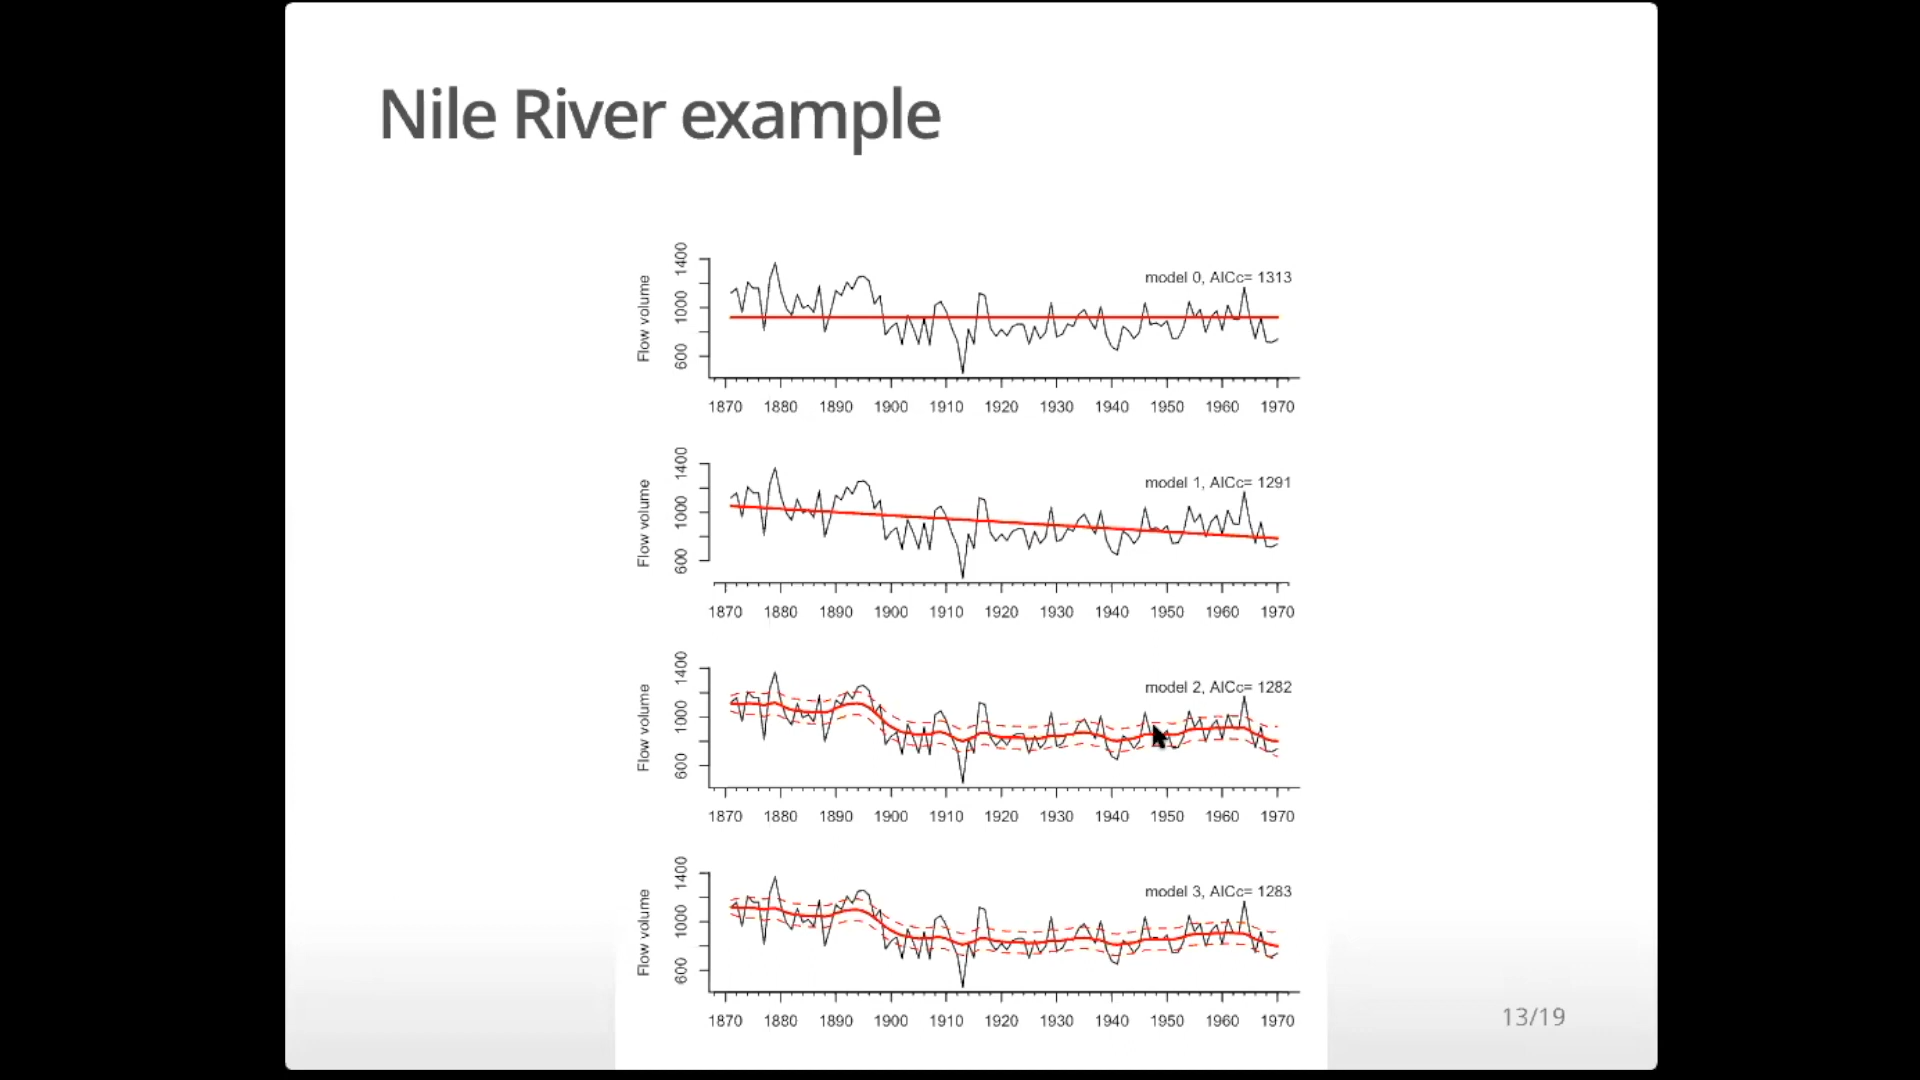 Nile River example
1400
1000
600
Flow volume
model 0, AICc= 1313
1870 1880 1890 1900 1910 1920 1930 1940 1950 1960 1970
1400
1000
600
Flow volume
model 1, AICc= 1291
1870 1880 1890 1900 1910 1920 1930 1940 1950 1960 1970
1400
1000
600
Flow volume
model 2, AICc= 1282
1870 1880 1890 1900 1910 1920 1930 1940 1950 1960 1970
1400
1000
600
Flow volume
model 3, AICc= 1283
1870 1880 1890 1900 1910 1920 1930 1940 1950 1960 1970
13/19